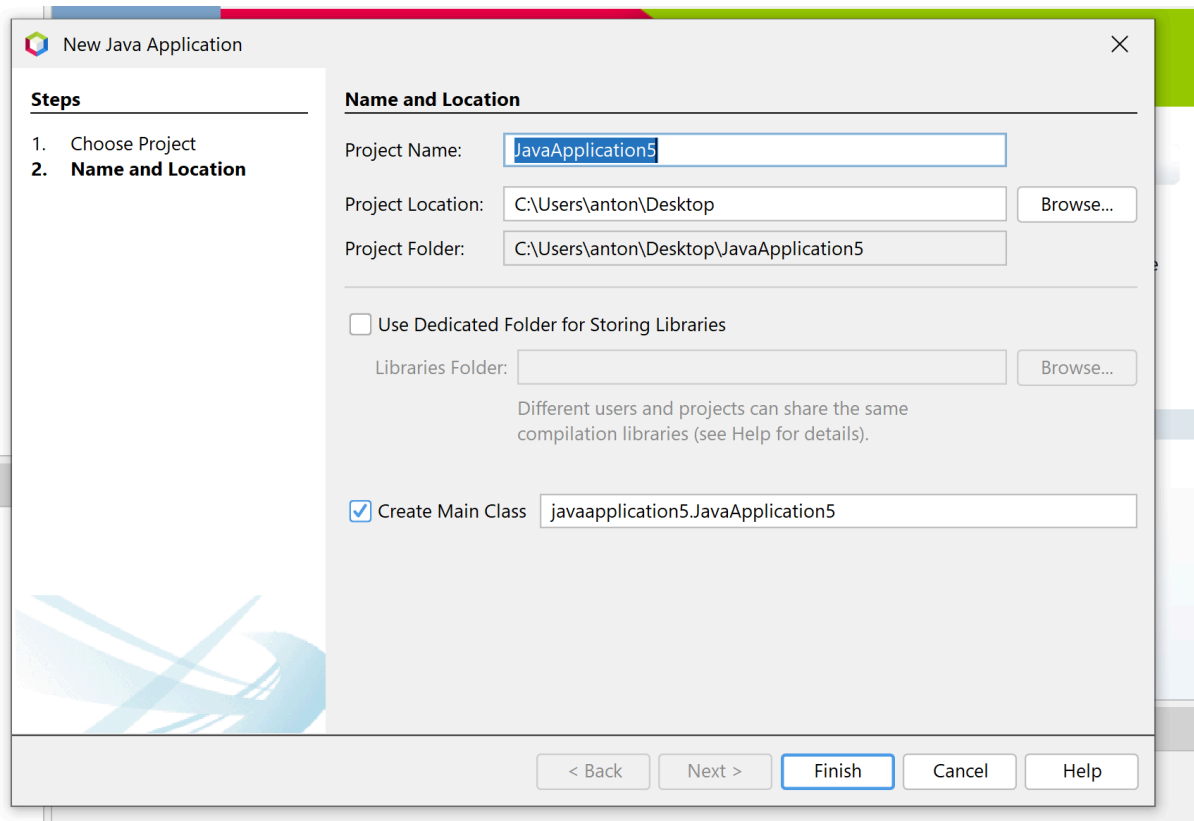 New Java Application
Steps
1. Choose Project
2. Name and Location
Name and Location
Project Name: JavaApplication5
Project Location: C:\Users\anton\Desktop Browse...
Project Folder: C:\Users\anton\Desktop\JavaApplication5
Use Dedicated Folder for Storing Libraries
Libraries Folder: Browse...
Different users and projects can share the same
compilation libraries (see Help for details).
Create Main Class javaapplication5.JavaApplication5
< Back Next > Finish Cancel Help